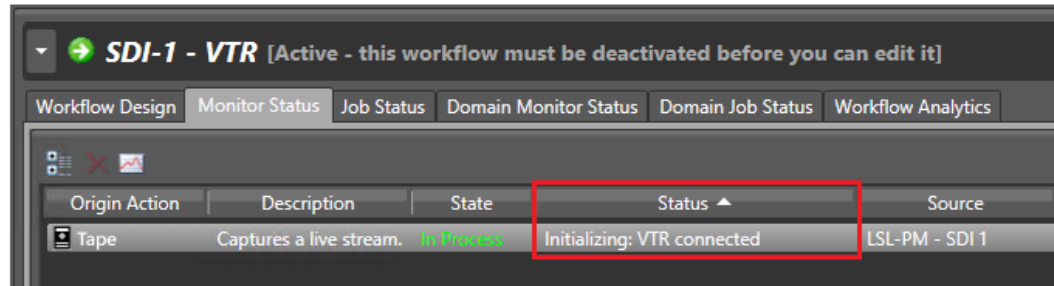 SDI-1 - VTR [Active - this workflow must be deactivated before you can edit it]
Workflow Design Monitor Status Job Status Domain Monitor Status Domain Job Status Workflow Analytics
Origin Action Description State Status Source
Tape Captures a live stream. In Process Initializing: VTR connected LSL-PM - SDI 1